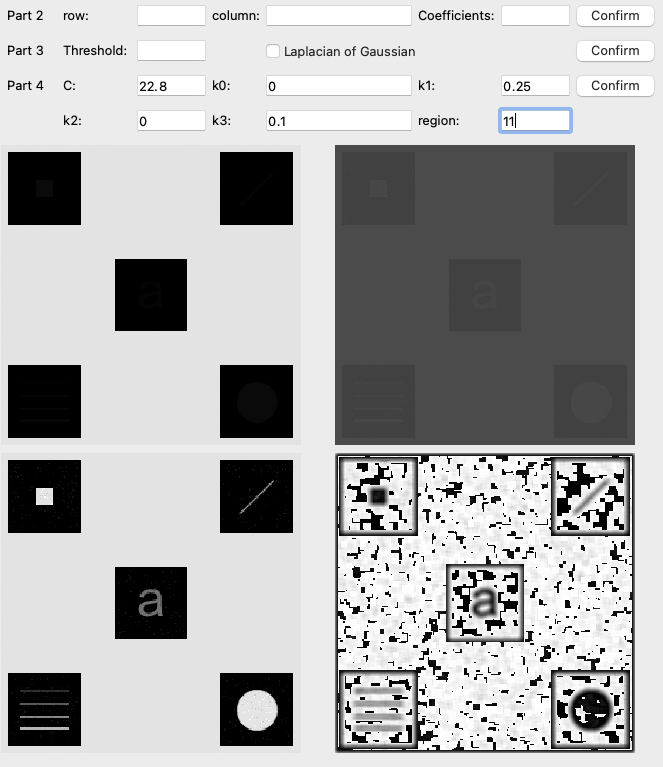 Part 2 row: column: Coefficients: Confirm
Part 3 Threshold: Laplacian of Gaussian Confirm
Part 4 C: 22.8 k0: 0 k1: 0.25 Confirm
k2: 0 k3: 0.1 region: 11
a
a
a
a